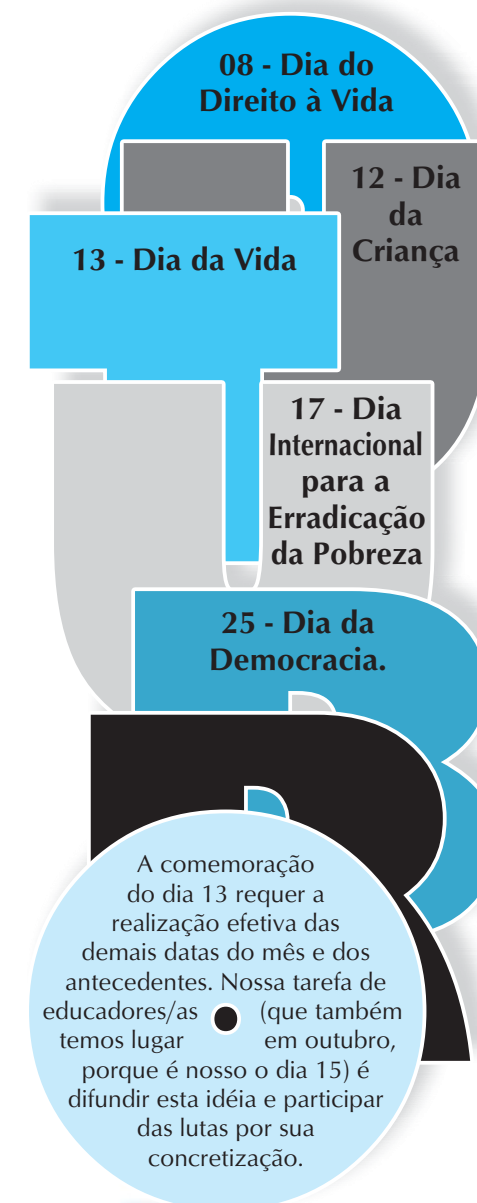 08 - Dia do
Direito à Vida
12 - Dia
da
Criança
13 - Dia da Vida
17 - Dia
Internacional
para a
Erradicação
da Pobreza
25 - Dia da
Democracia.
A comemoração
do dia 13 requer a
realização efetiva das
demais datas do mês e dos
antecedentes. Nossa tarefa de
educadores/as (que também
temos lugar em outubro,
porque é nosso o dia 15) é
difundir esta idéia e participar
das lutas por sua
concretização.